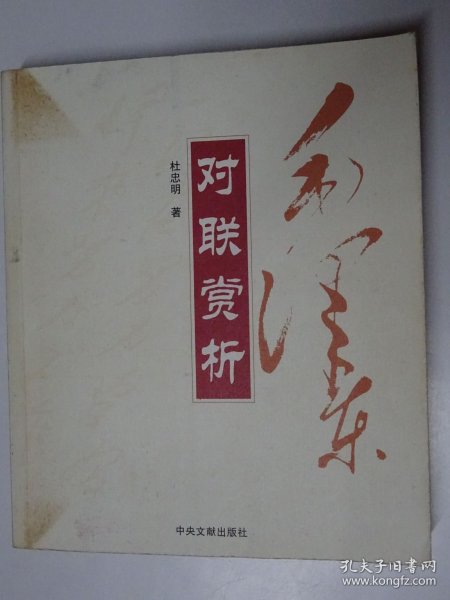 毛泽东
对联赏析
杜忠明 著
中央文献出版社
孔夫子旧书网
www.kongfz.com